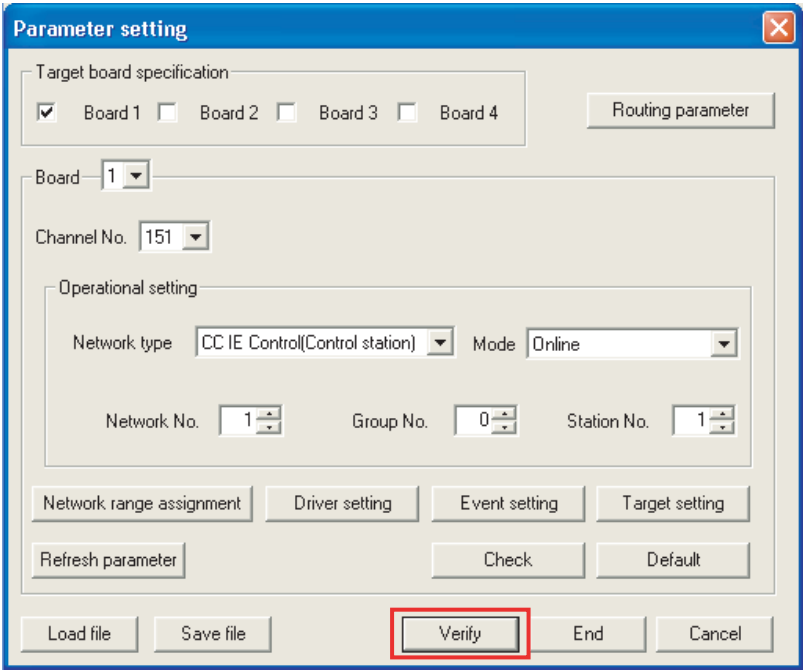 Parameter setting
Target board specification
Board 1 Board 2 Board 3 Board 4
Routing parameter
Board 1
Channel No. 151
Operational setting
Network type CC IE Control(Control station) Mode Online
Network No. 1 Group No. 0 Station No. 1
Network range assignment Driver setting Event setting Target setting
Refresh parameter Check Default
Load file Save file Verify End Cancel